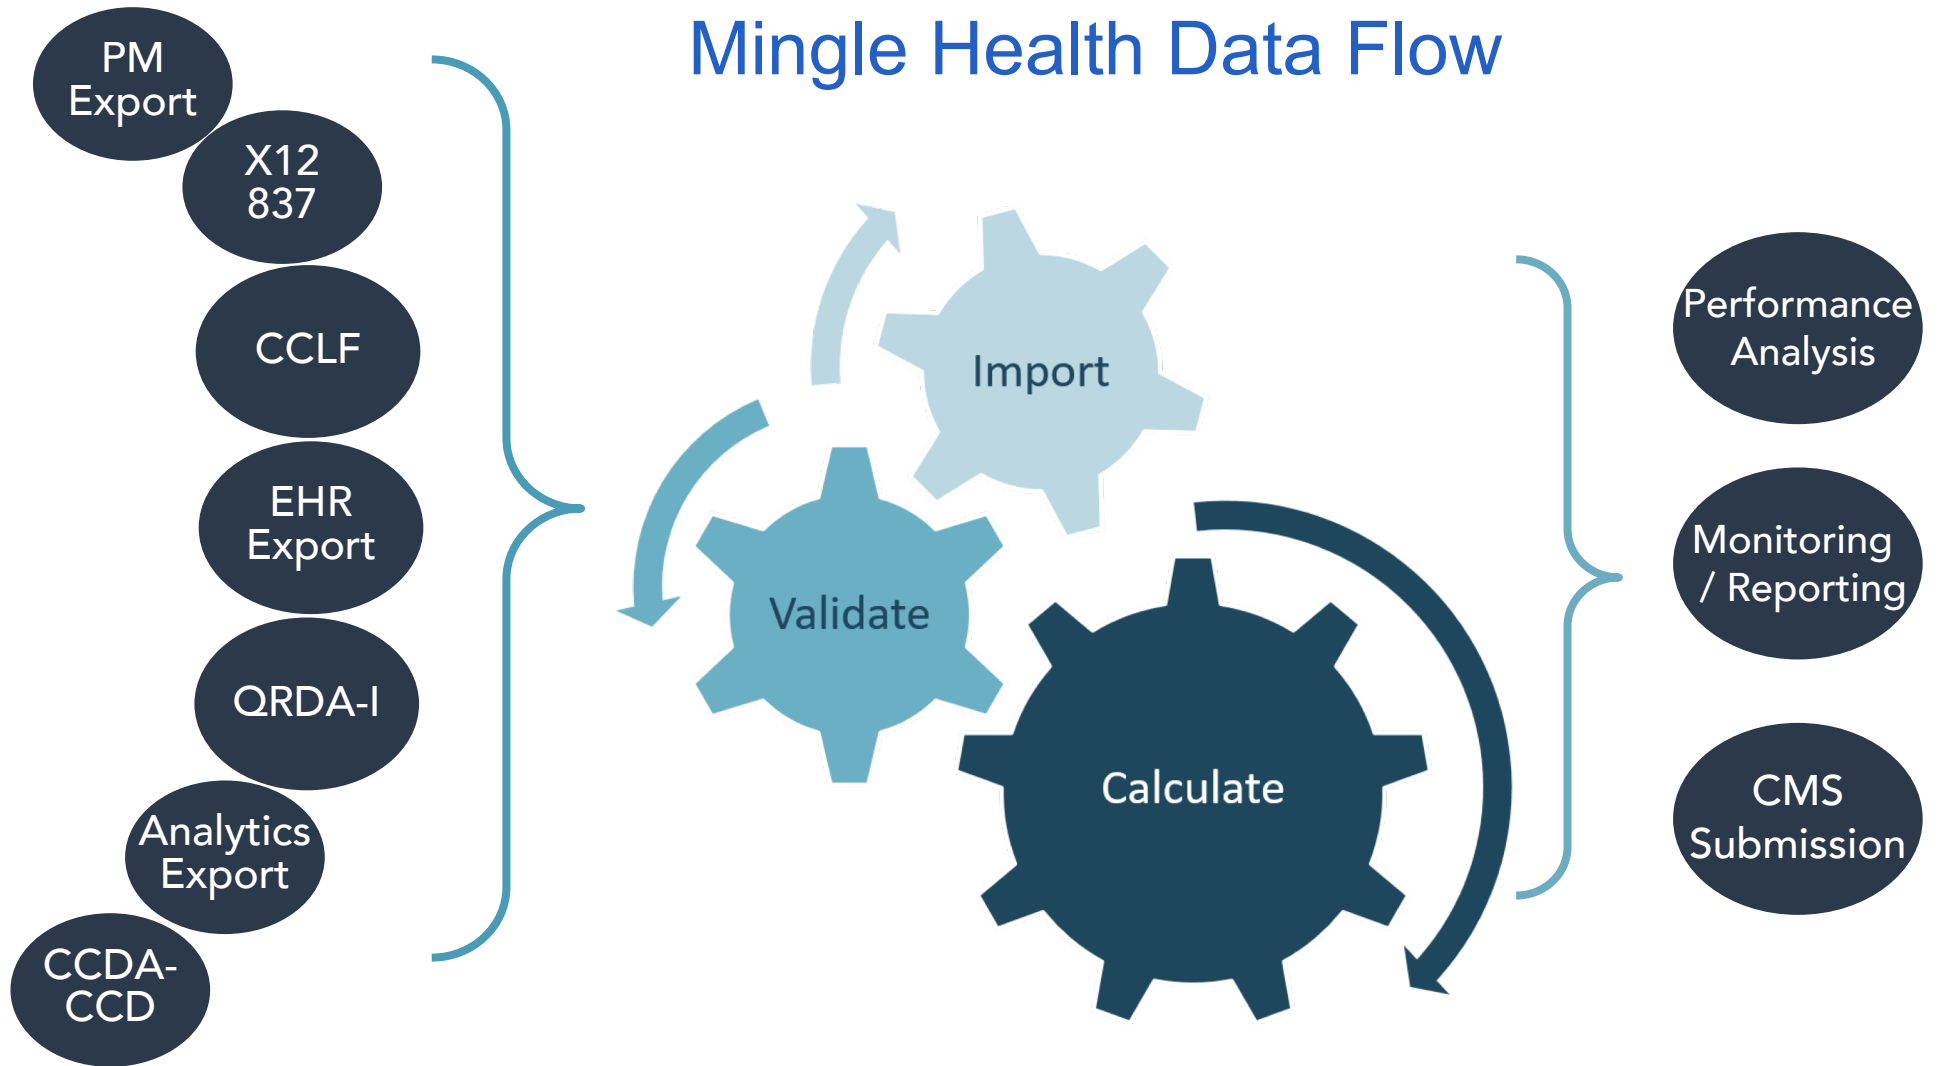 Mingle Health Data Flow
PM
Export
X12
837
CCLF
EHR
Export
QRDA-I
Analytics
Export
CCDA-
CCD
Import
Validate
Calculate
Performance
Analysis
Monitoring
/ Reporting
CMS
Submission